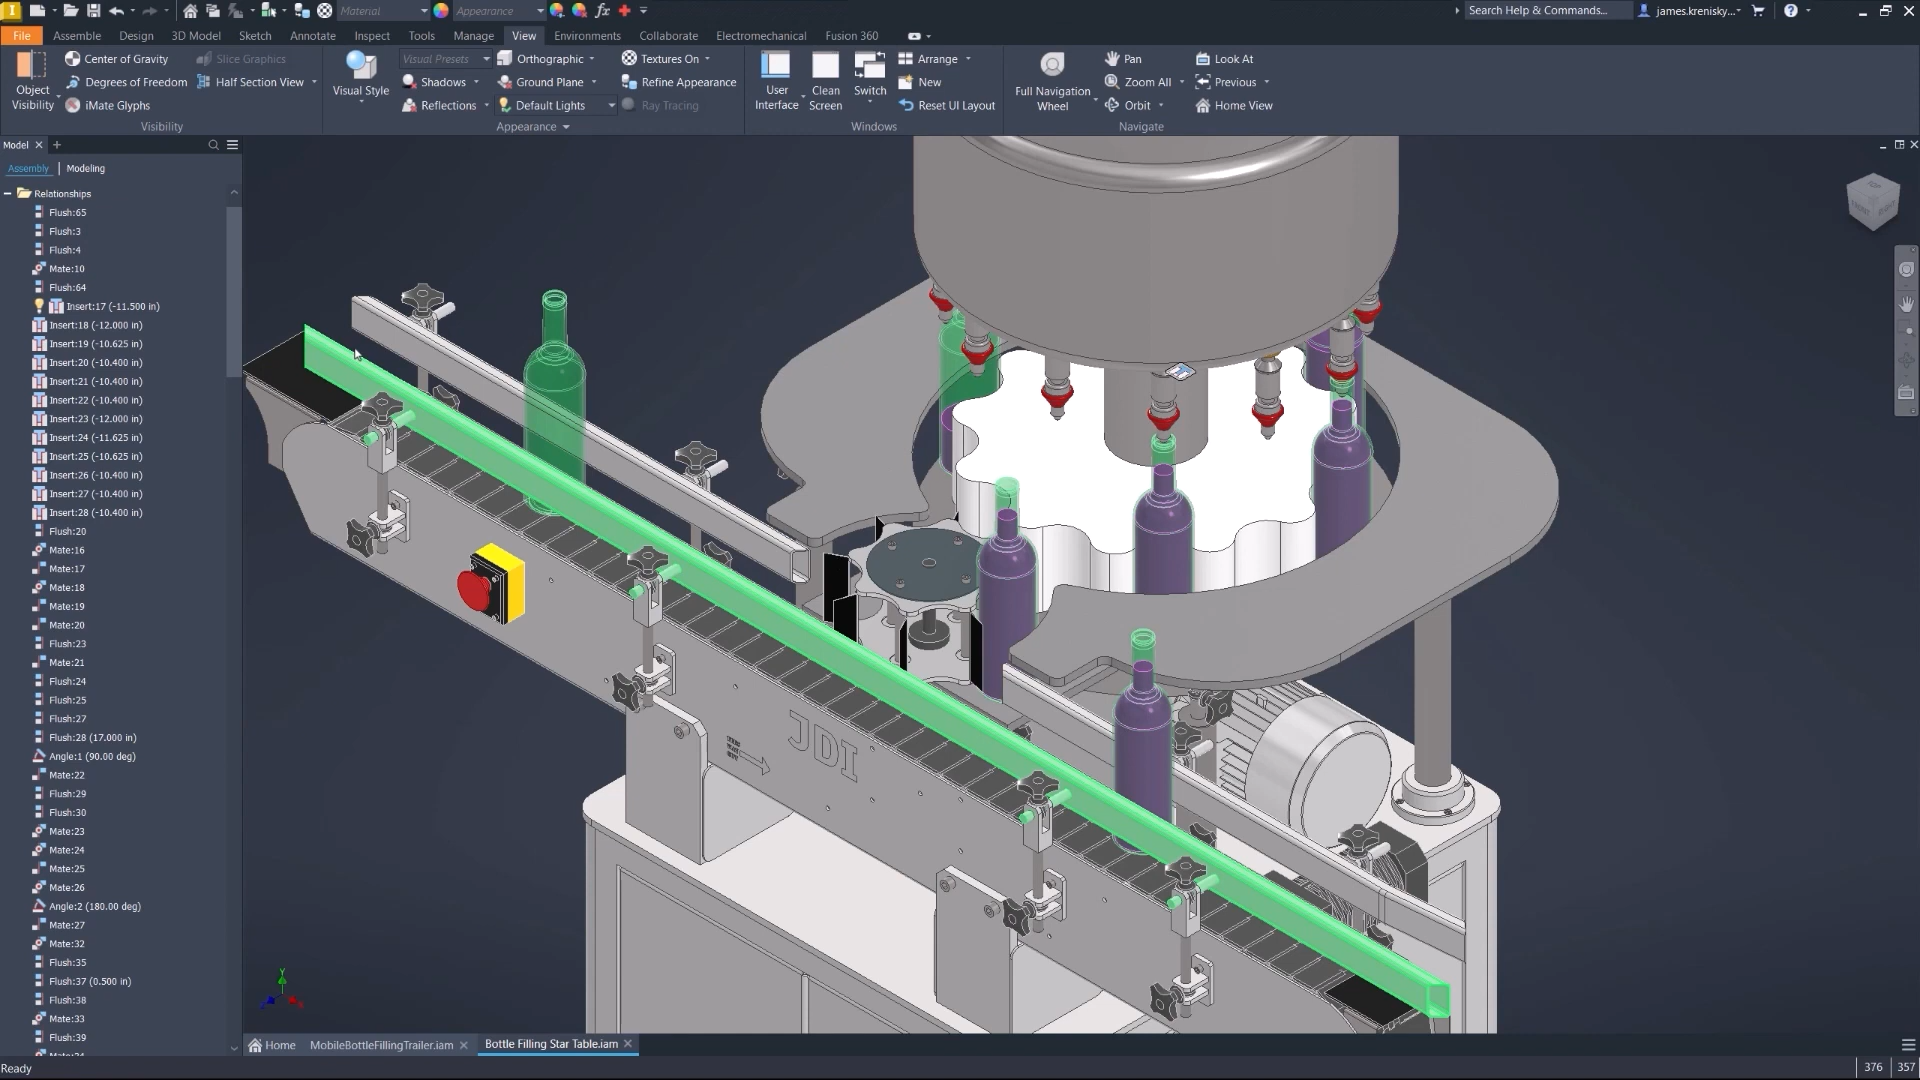 Material
Appearance
fx
Search Help & Commands...
james.krenisky...
File
Assemble
Design
3D Model
Sketch
Annotate
Inspect
Tools
Manage
View
Environments
Collaborate
Electromechanical
Fusion 360
Object
Visibility
Center of Gravity
Degrees of Freedom
iMate Glyphs
Slice Graphics
Half Section View
Visibility
Visual Style
Visual Presets
Shadows
Reflections
Orthographic
Ground Plane
Default Lights
Textures On
Refine Appearance
Ray Tracing
Appearance
User
Interface
Clean
Screen
Switch
Arrange
New
Reset UI Layout
Windows
Full Navigation
Wheel
Pan
Zoom All
Orbit
Look At
Previous
Home View
Navigate
Model
Assembly | Modeling
Relationships
Flush:65
Flush:3
Flush:4
Mate:10
Flush:64
Insert:17 (-11.500 in)
Insert:18 (-12.000 in)
Insert:19 (-10.625 in)
Insert:20 (-10.400 in)
Insert:21 (-10.400 in)
Insert:22 (-10.400 in)
Insert:23 (-12.000 in)
Insert:24 (-11.625 in)
Insert:25 (-10.625 in)
Insert:26 (-10.400 in)
Insert:27 (-10.400 in)
Insert:28 (-10.400 in)
Flush:20
Mate:16
Mate:17
Mate:18
Mate:19
Mate:20
Flush:23
Mate:21
Flush:24
Flush:25
Flush:27
Flush:28 (17.000 in)
Angle:1 (90.00 deg)
Mate:22
Flush:29
Flush:30
Mate:23
Mate:24
Mate:25
Mate:26
Angle:2 (180.00 deg)
Mate:27
Mate:32
Flush:35
Flush:37 (0.500 in)
Flush:38
Mate:33
Flush:39
JDI
TOP
FRONT
RIGHT
Y
Home
MobileBottleFillingTrailer.iam
Bottle Filling Star Table.iam
Ready
376
357